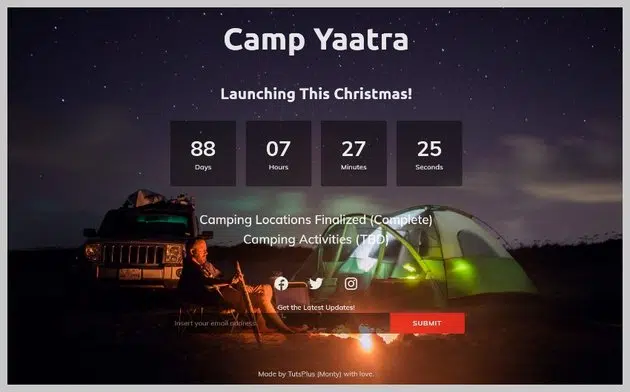 Camp Yaatra
Launching This Christmas!
88 07 27 25
Days Hours Minutes Seconds
Camping Locations Finalized (Complete)
Camping Activities (TBD)
Get the Latest Updates!
Insert your email address SUBMIT
Made by TutsPlus (Monty) with love.